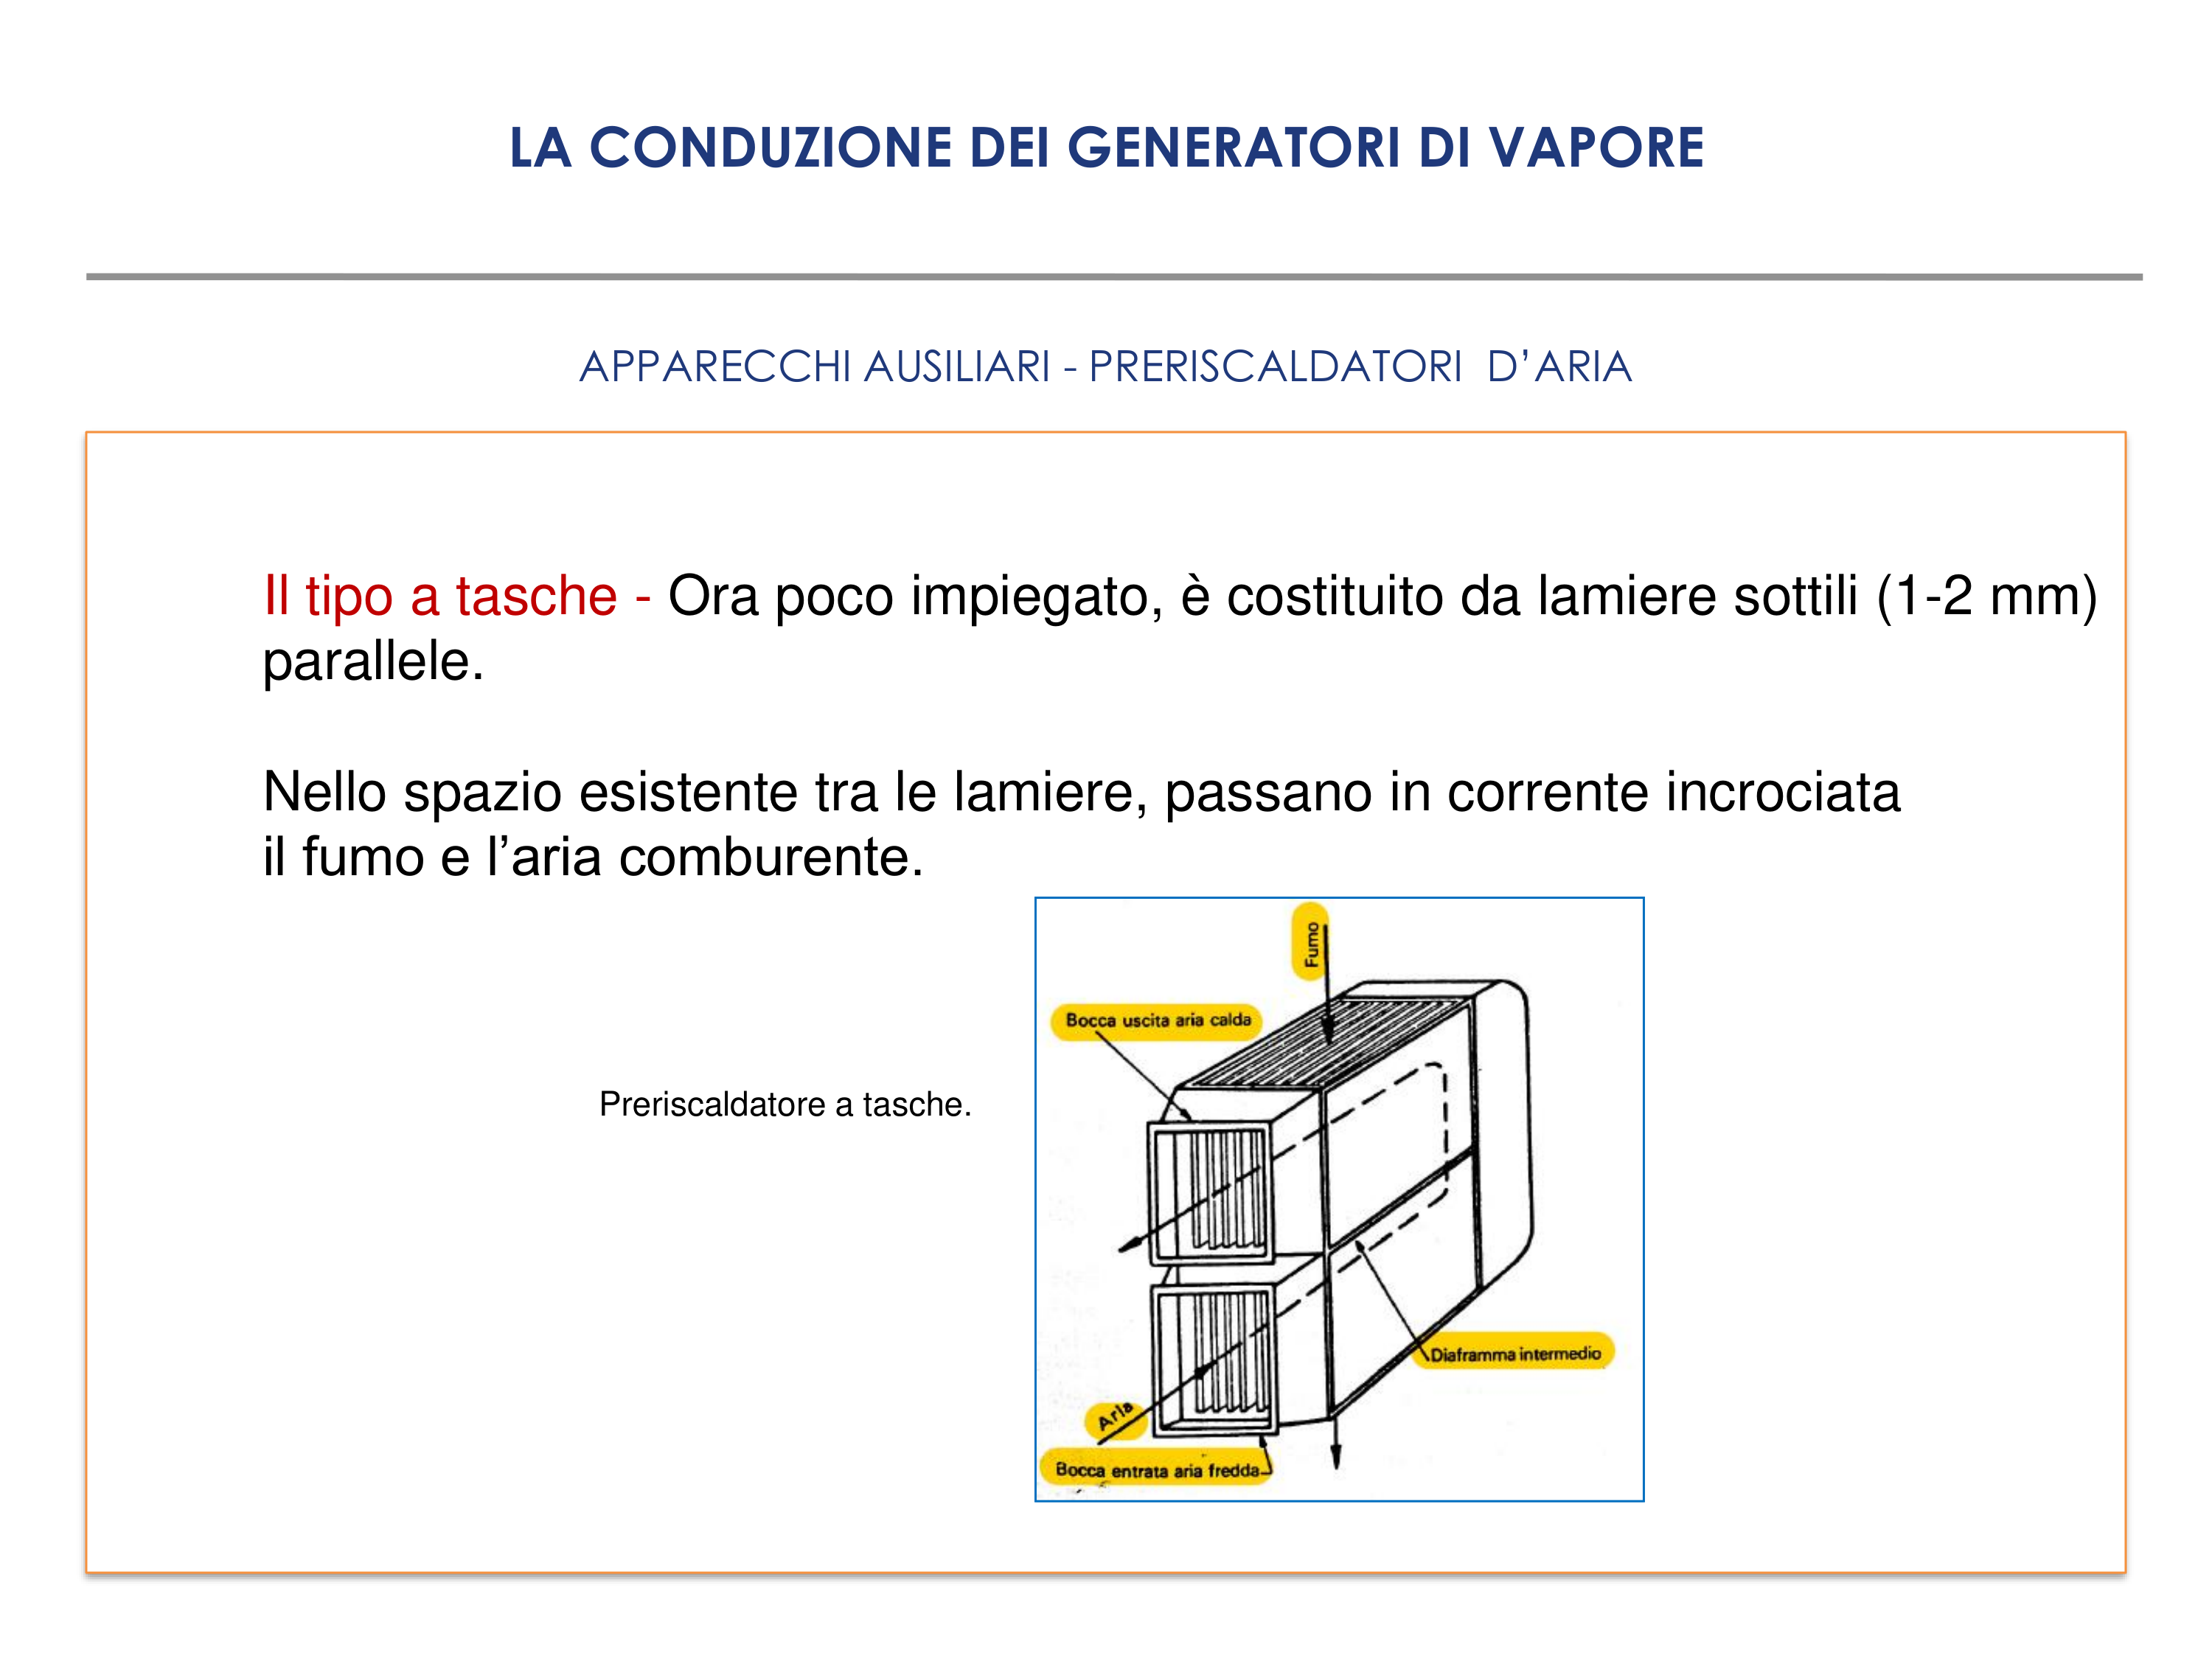 LA CONDUZIONE DEI GENERATORI DI VAPORE
APPARECCHI AUSILIARI - PRERISCALDATORI D’ARIA
Il tipo a tasche - Ora poco impiegato, è costituito da lamiere sottili (1-2 mm)
parallele.
Nello spazio esistente tra le lamiere, passano in corrente incrociata
il fumo e l’aria comburente.
Fumo
Bocca uscita aria calda
Preriscaldatore a tasche.
Diaframma intermedio
Aria
Bocca entrata aria fredda